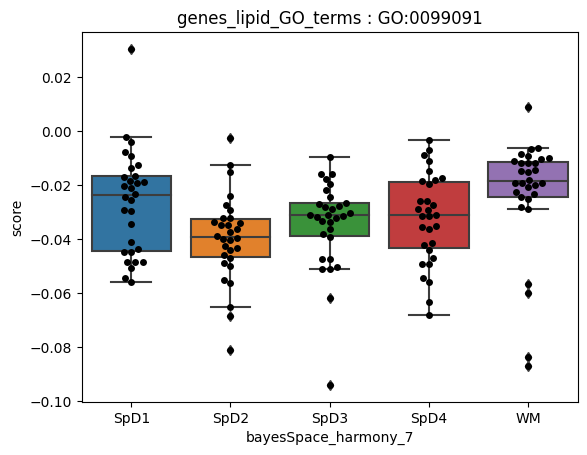 genes_lipid_GO_terms : GO:0099091
0.02
0.00
−0.02
−0.04
−0.06
−0.08
−0.10
score
SpD1 SpD2 SpD3 SpD4 WM
bayesSpace_harmony_7